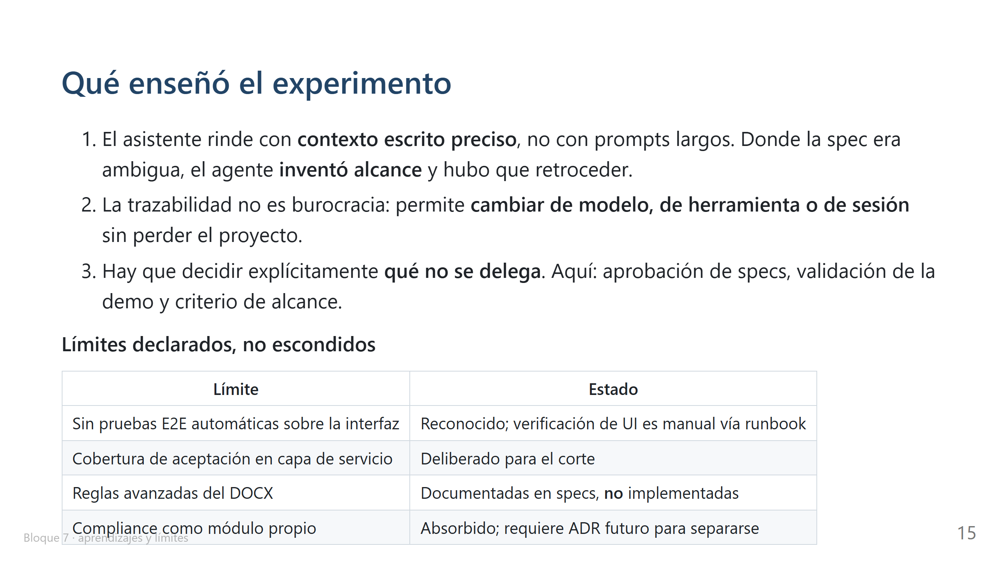 Qué enseñó el experimento
1. El asistente rinde con contexto escrito preciso, no con prompts largos. Donde la spec era
ambigua, el agente inventó alcance y hubo que retroceder.
2. La trazabilidad no es burocracia: permite cambiar de modelo, de herramienta o de sesión
sin perder el proyecto.
3. Hay que decidir explícitamente qué no se delega. Aquí: aprobación de specs, validación de la
demo y criterio de alcance.
Límites declarados, no escondidos
Límite Estado
Sin pruebas E2E automáticas sobre la interfaz Reconocido; verificación de UI es manual vía runbook
Cobertura de aceptación en capa de servicio Deliberado para el corte
Reglas avanzadas del DOCX Documentadas en specs, no implementadas
Compliance como módulo propio Absorbido; requiere ADR futuro para separarse
Bloque 7 · aprendizajes y límites
15